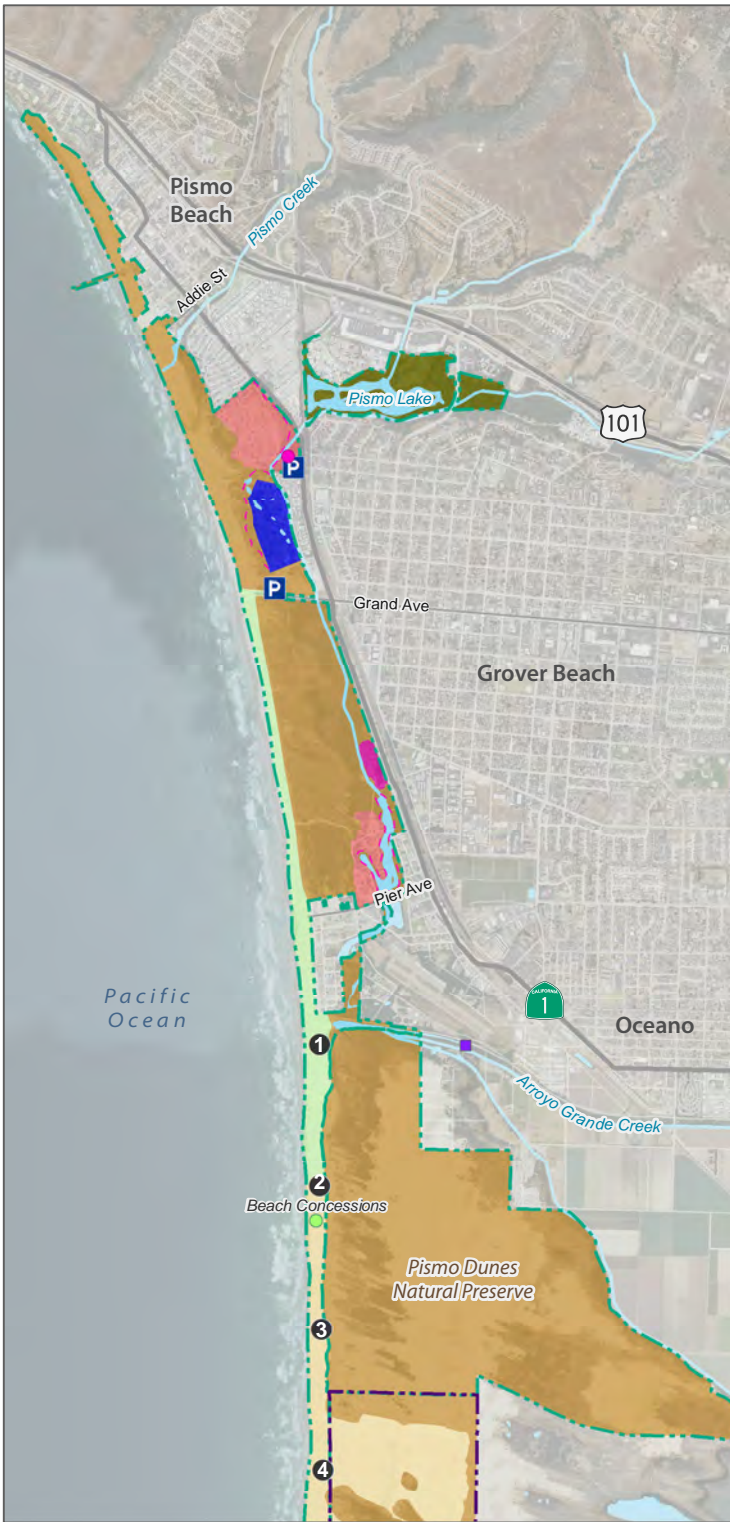 Pismo
Beach
Pismo Creek
Addie St
Pismo Lake
101
P
P
Grand Ave
Grover Beach
Pier Ave
Pacific
Ocean
CALIFORNIA
1
Oceano
1
Arroyo Grande Creek
2
Beach Concessions
Pismo Dunes
Natural Preserve
3
4